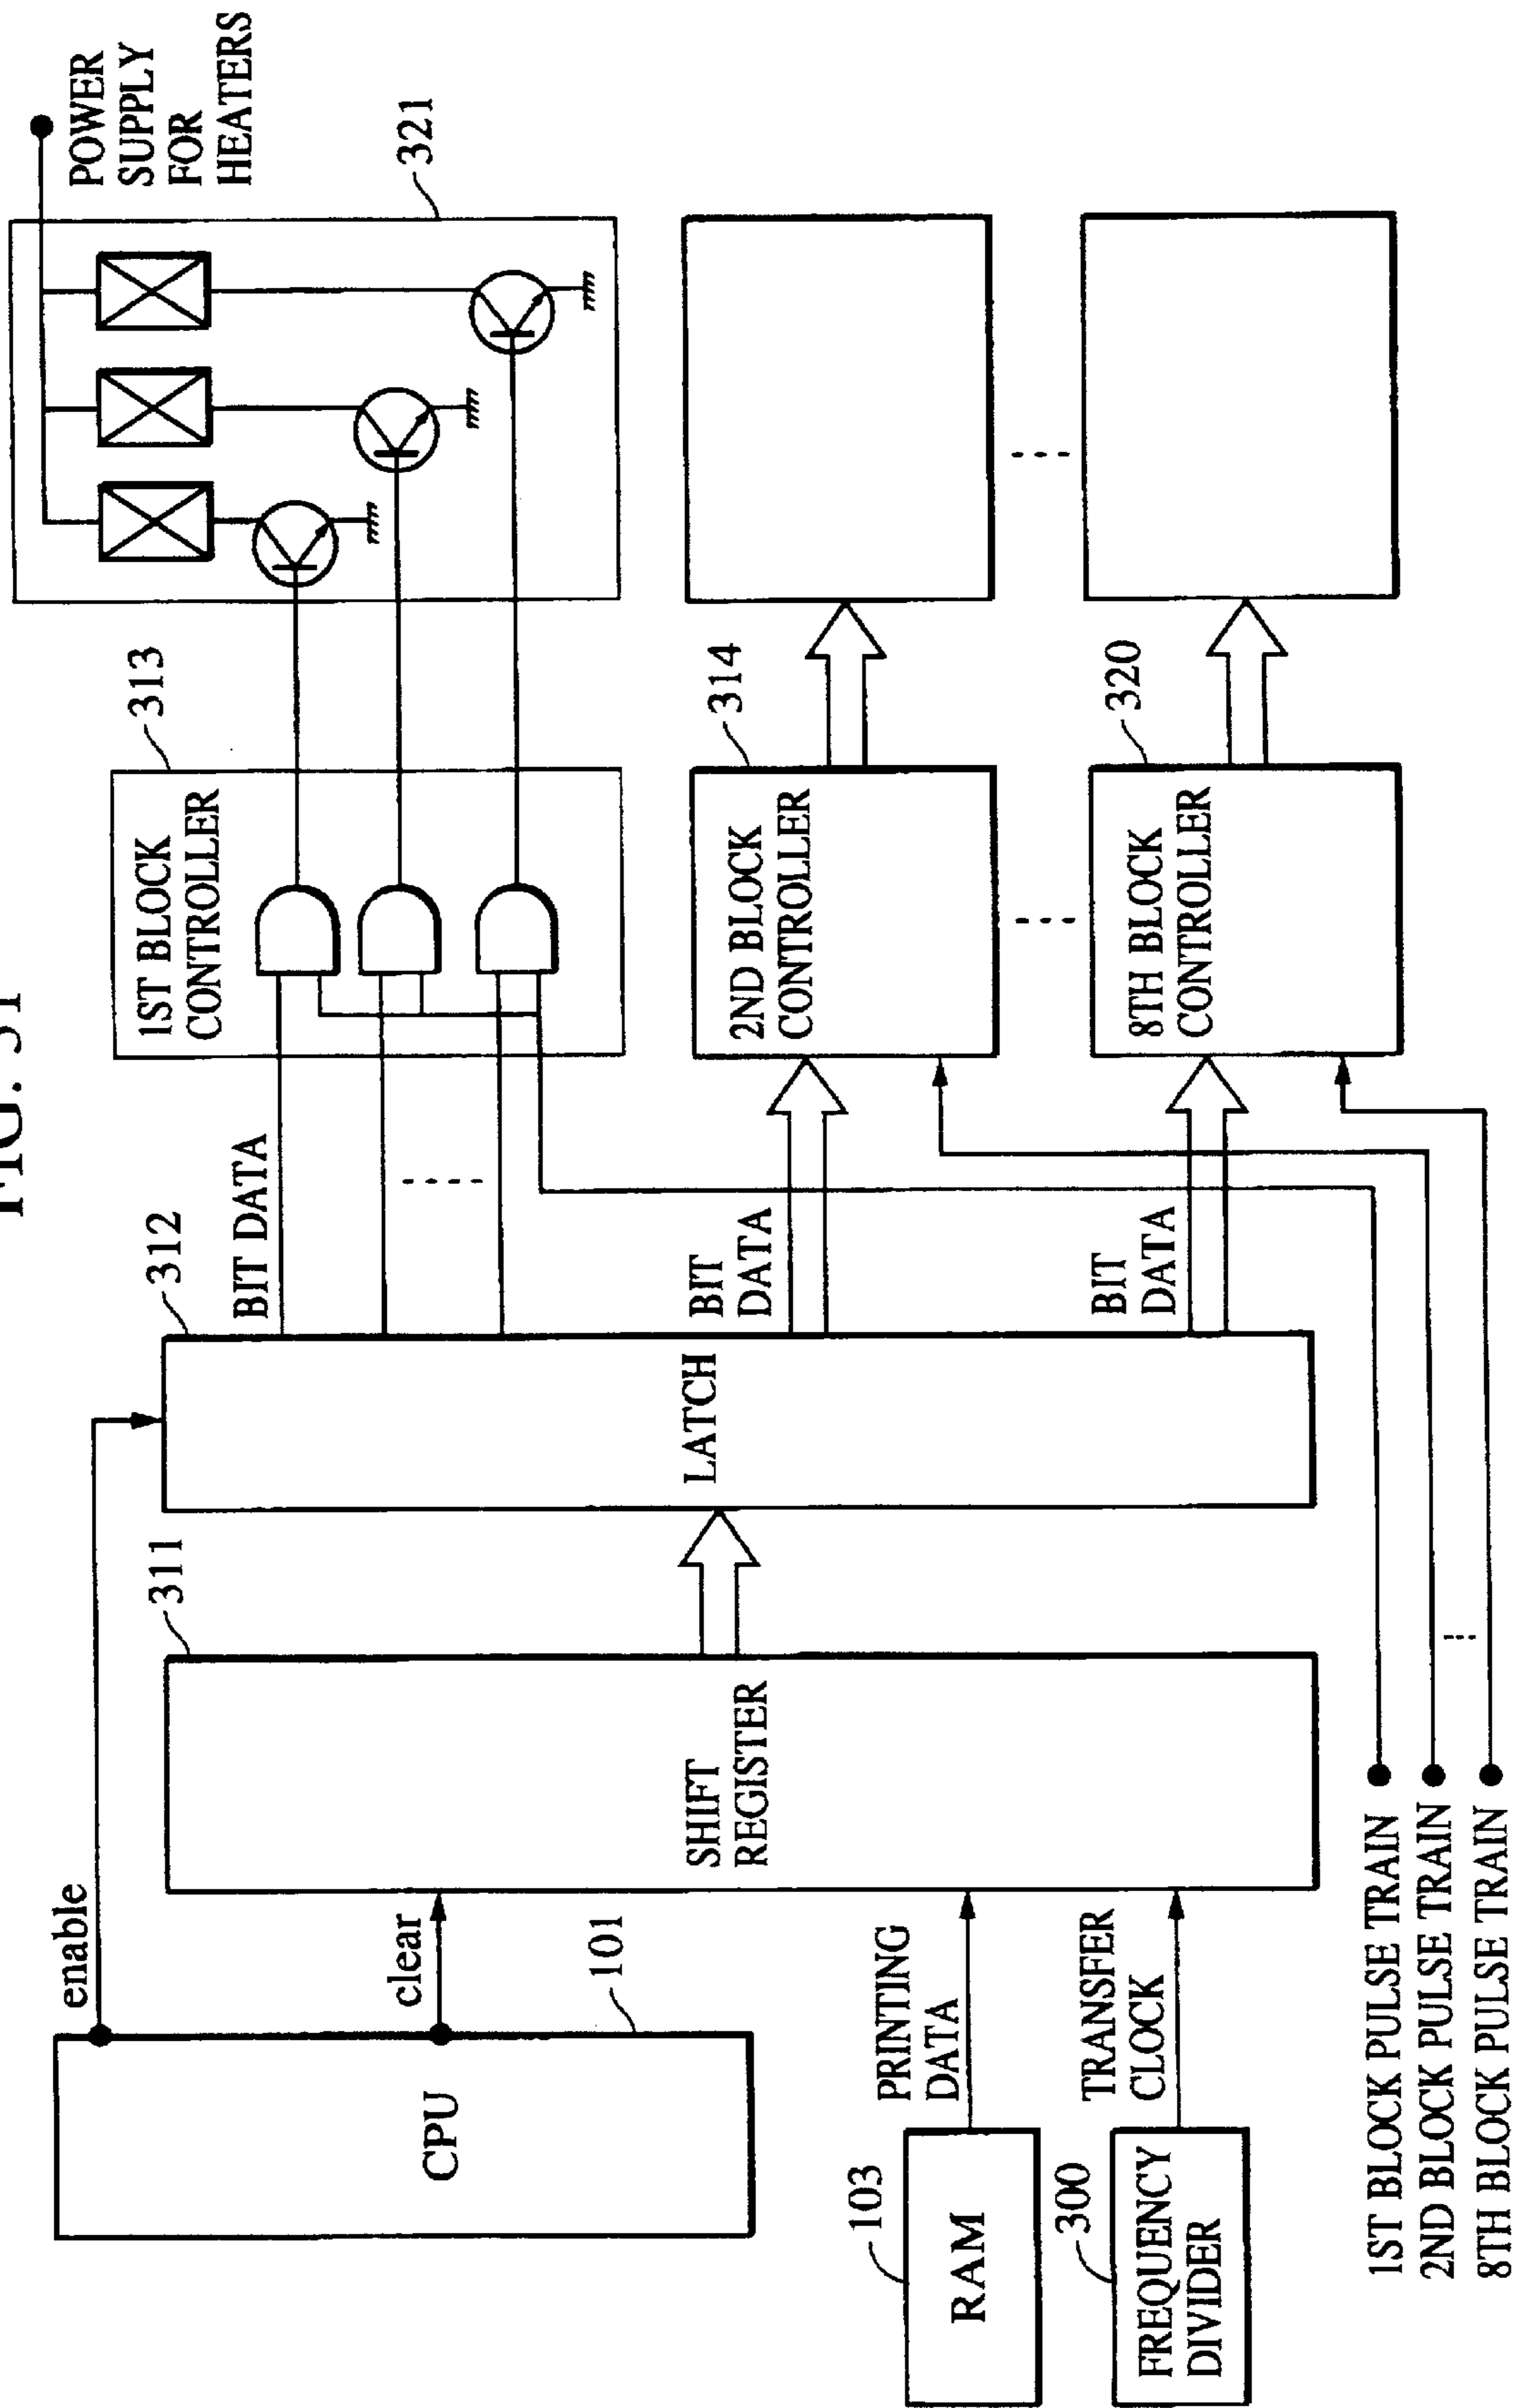 FIG. 31
POWER
SUPPLY
FOR
HEATERS
321
313
1ST BLOCK
CONTROLLER
314
2ND BLOCK
CONTROLLER
320
8TH BLOCK
CONTROLLER
312
BIT DATA
BIT
DATA
BIT
DATA
LATCH
311
SHIFT
REGISTER
enable
clear
101
CPU
PRINTING
DATA
TRANSFER
CLOCK
103
RAM
300
FREQUENCY
DIVIDER
1ST BLOCK PULSE TRAIN
2ND BLOCK PULSE TRAIN
8TH BLOCK PULSE TRAIN